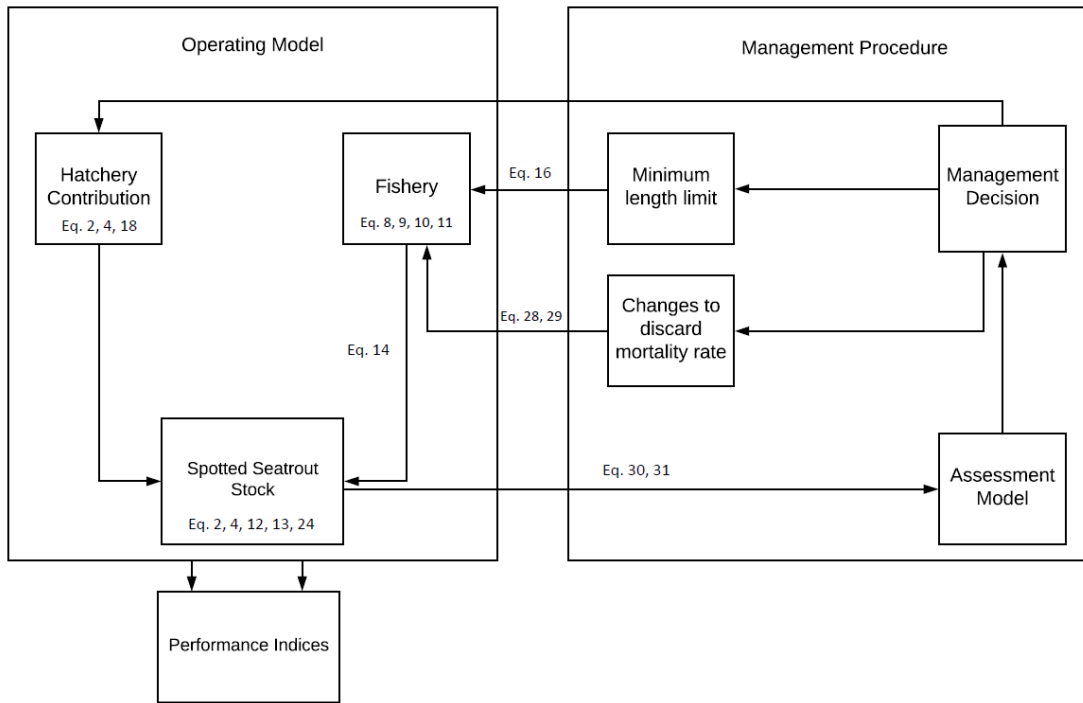 Operating Model
Management Procedure
Hatchery
Contribution
Eq. 2, 4, 18
Fishery
Eq. 8, 9, 10, 11
Eq. 16
Minimum
length limit
Management
Decision
Eq. 28, 29
Changes to
discard
mortality rate
Eq. 14
Spotted Seatrout
Stock
Eq. 2, 4, 12, 13, 24
Eq. 30, 31
Assessment
Model
Performance Indices